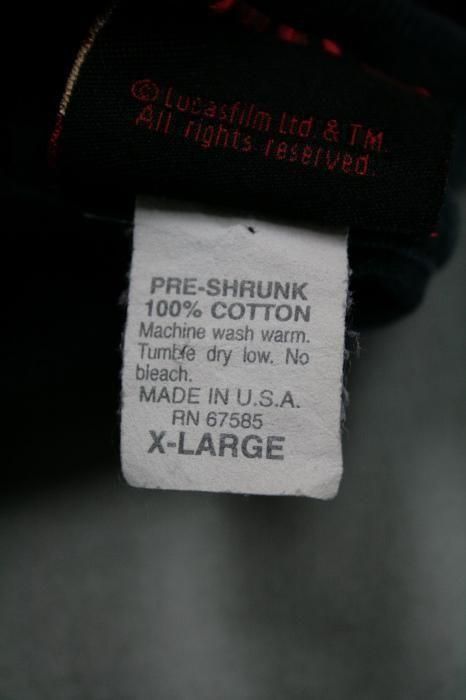 © Lucasfilm Ltd. & TM.
All rights reserved.
PRE-SHRUNK
100% COTTON
Machine wash warm.
Tumble dry low. No
bleach.
MADE IN U.S.A.
RN 67585
X-LARGE